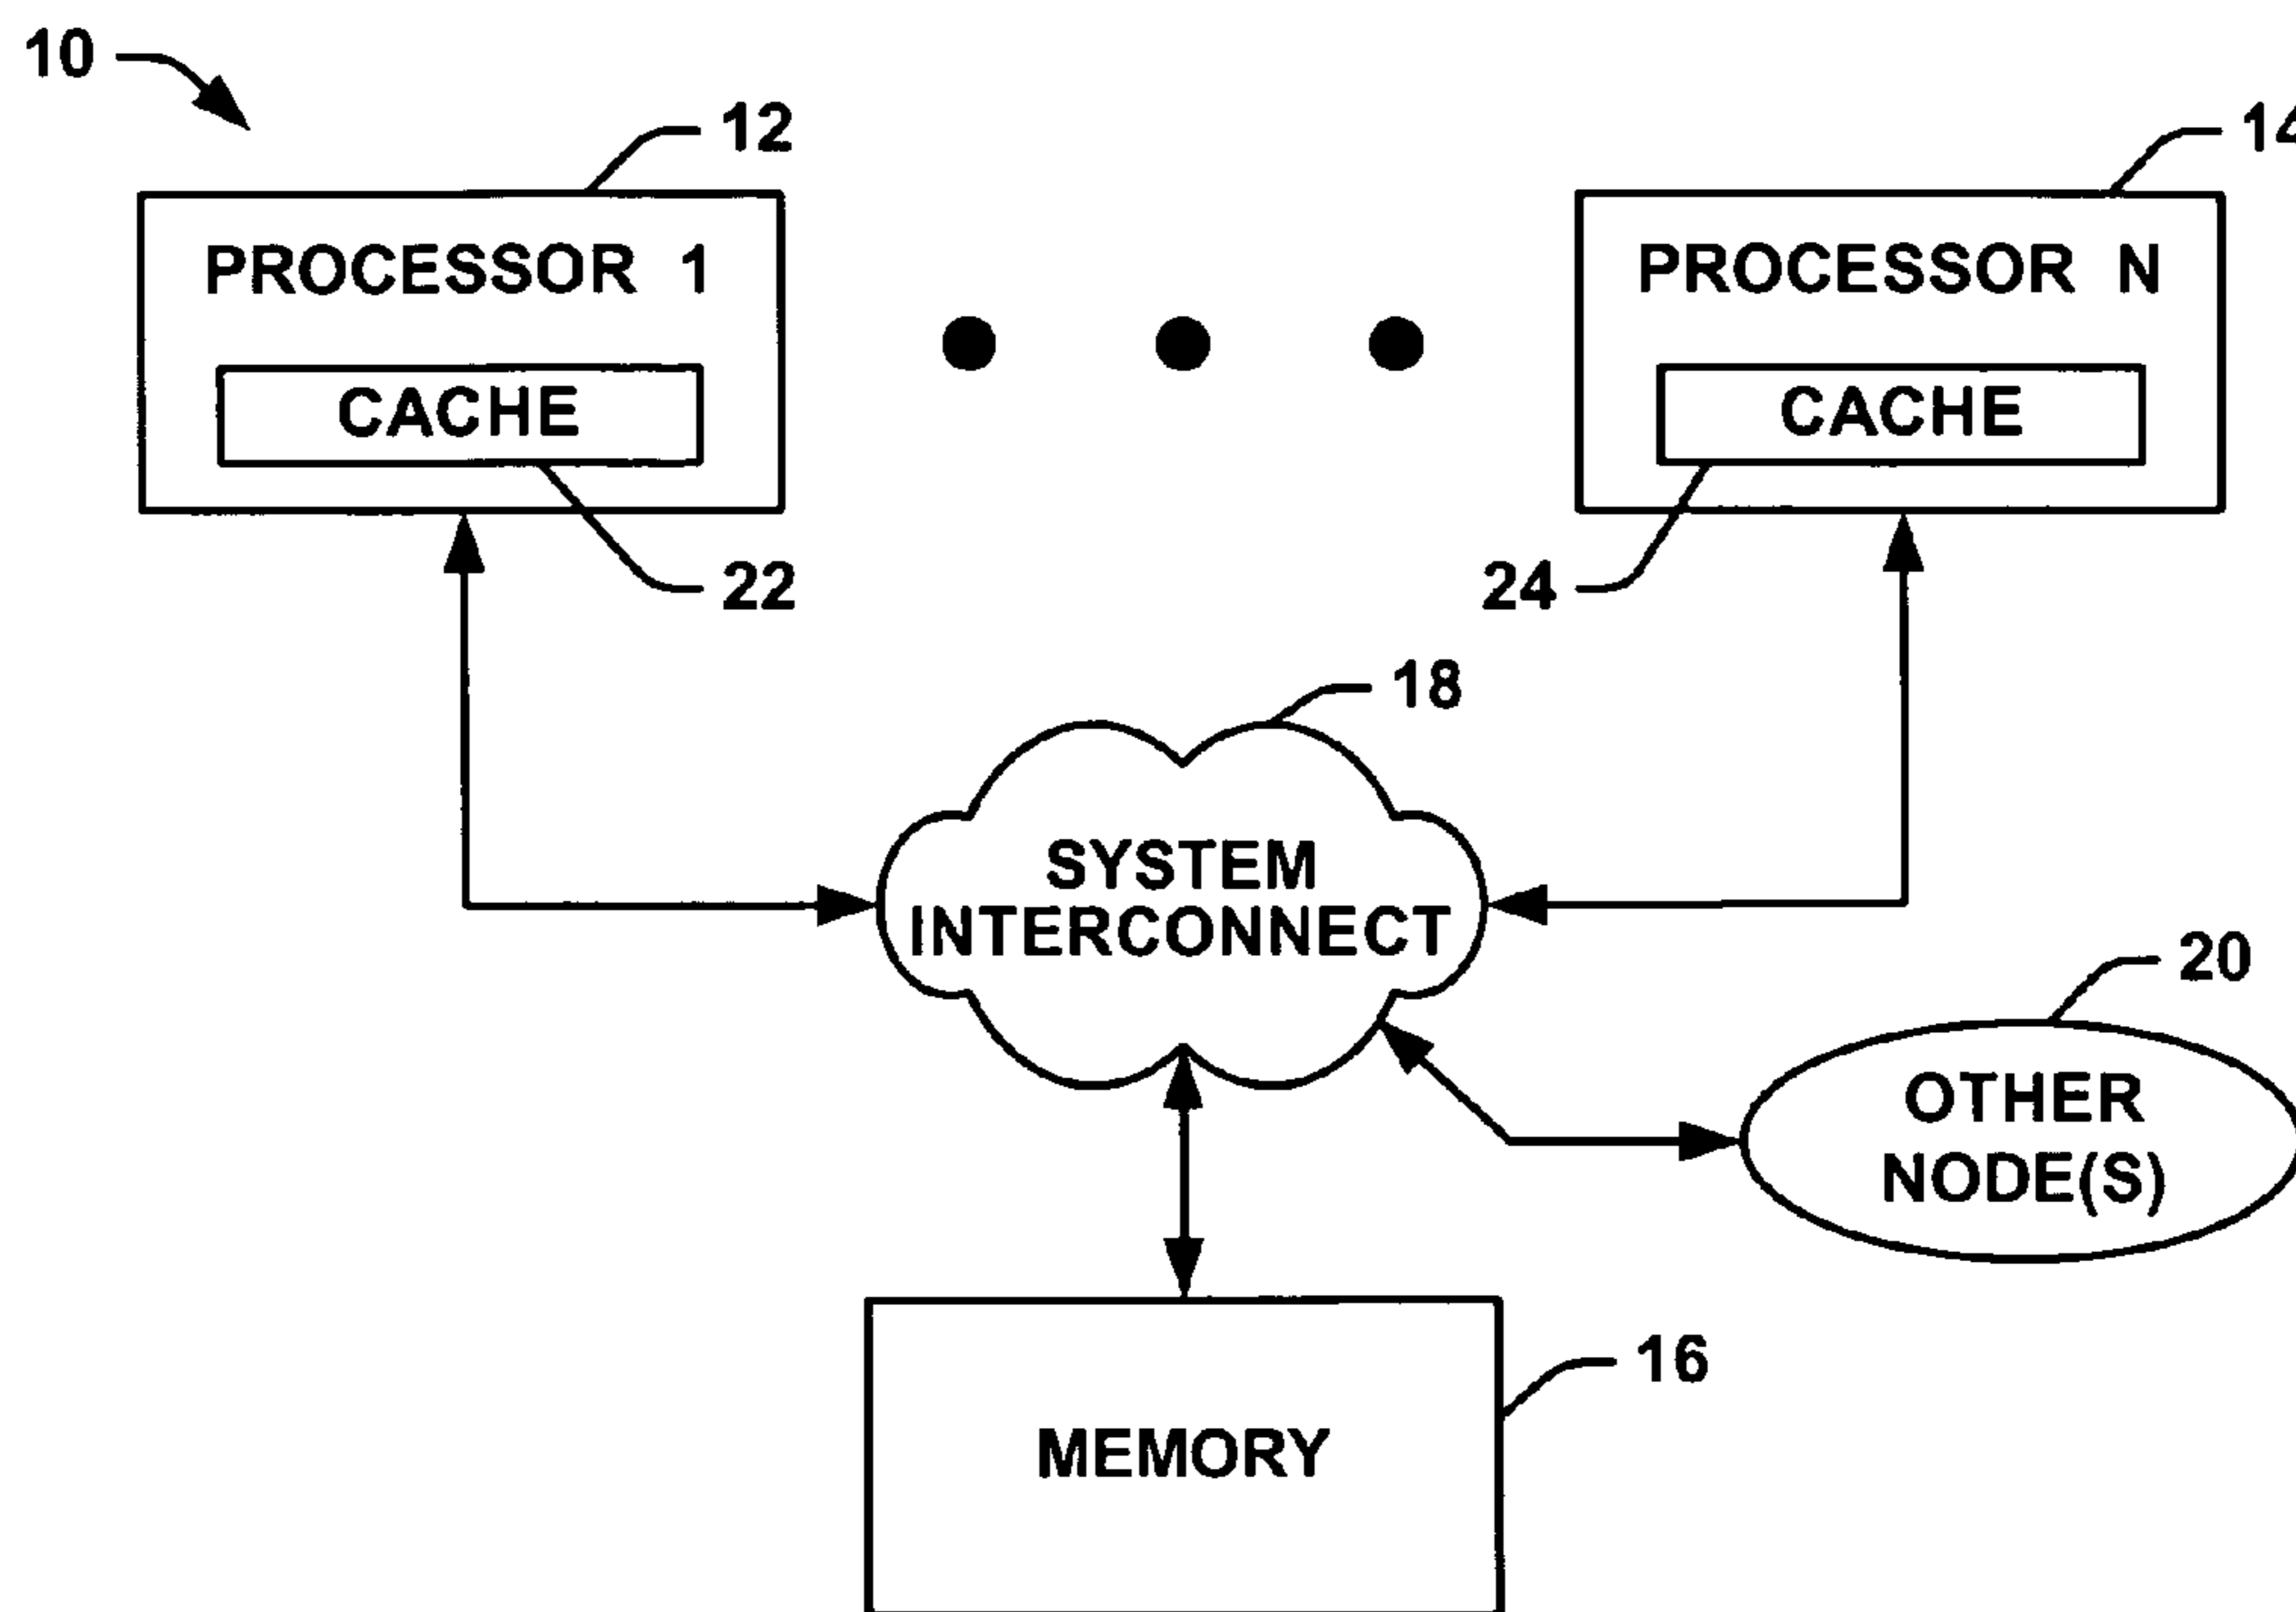 10
12
14
PROCESSOR 1
PROCESSOR N
CACHE
CACHE
22
24
18
SYSTEM
INTERCONNECT
20
OTHER
NODE(S)
16
MEMORY